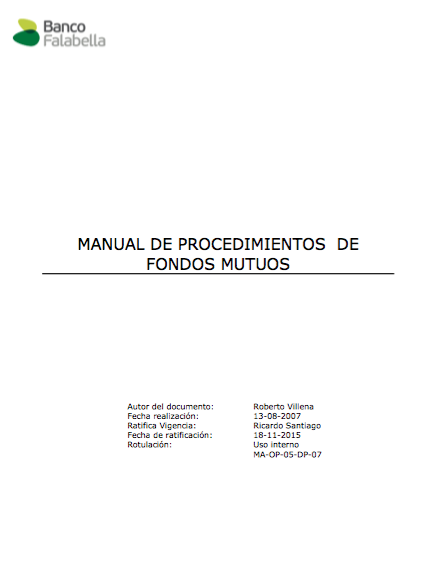 Banco
Falabella
MANUAL DE PROCEDIMIENTOS DE
FONDOS MUTUOS
Autor del documento: Roberto Villena
Fecha realización: 13-08-2007
Ratifica Vigencia: Ricardo Santiago
Fecha de ratificación: 18-11-2015
Rotulación: Uso interno
MA-OP-05-DP-07